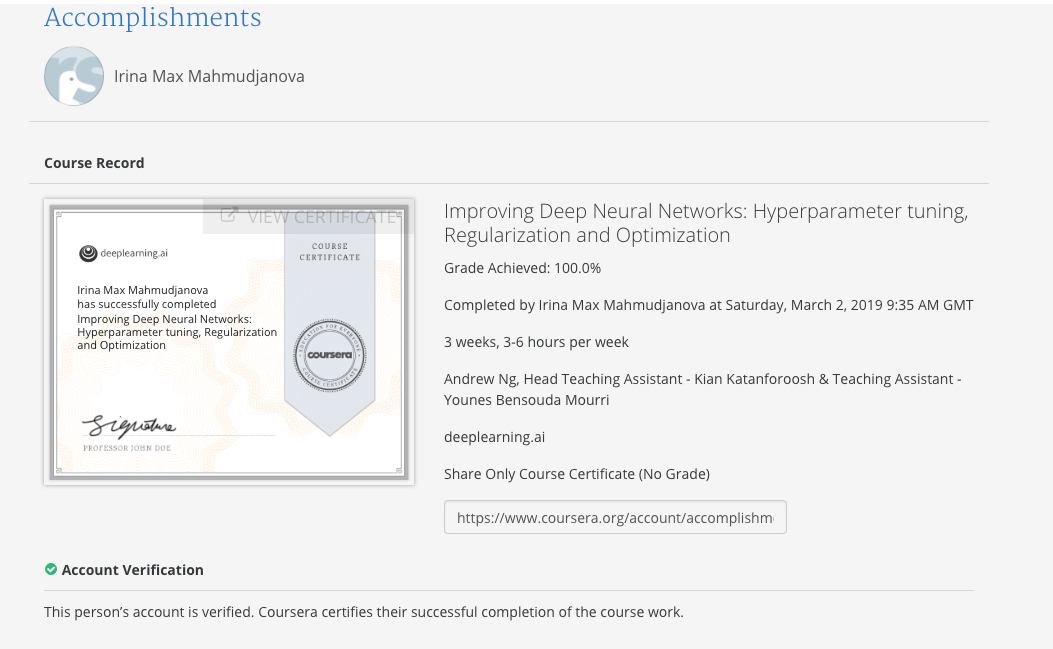 Accomplishments
Irina Max Mahmudjanova
Course Record
VIEW CERTIFICATE
deeplearning.ai
Irina Max Mahmudjanova
has successfully completed
Improving Deep Neural Networks:
Hyperparameter tuning, Regularization
and Optimization
COURSE
CERTIFICATE
EDUCATION FOR EVERYONE
coursera
COURSE CERTIFICATE
Signature
PROFESSOR JOHN DOE
Improving Deep Neural Networks: Hyperparameter tuning,
Regularization and Optimization
Grade Achieved: 100.0%
Completed by Irina Max Mahmudjanova at Saturday, March 2, 2019 9:35 AM GMT
3 weeks, 3-6 hours per week
Andrew Ng, Head Teaching Assistant - Kian Katanforoosh & Teaching Assistant -
Younes Bensouda Mourri
deeplearning.ai
Share Only Course Certificate (No Grade)
https://www.coursera.org/account/accomplishm
Account Verification
This person’s account is verified. Coursera certifies their successful completion of the course work.